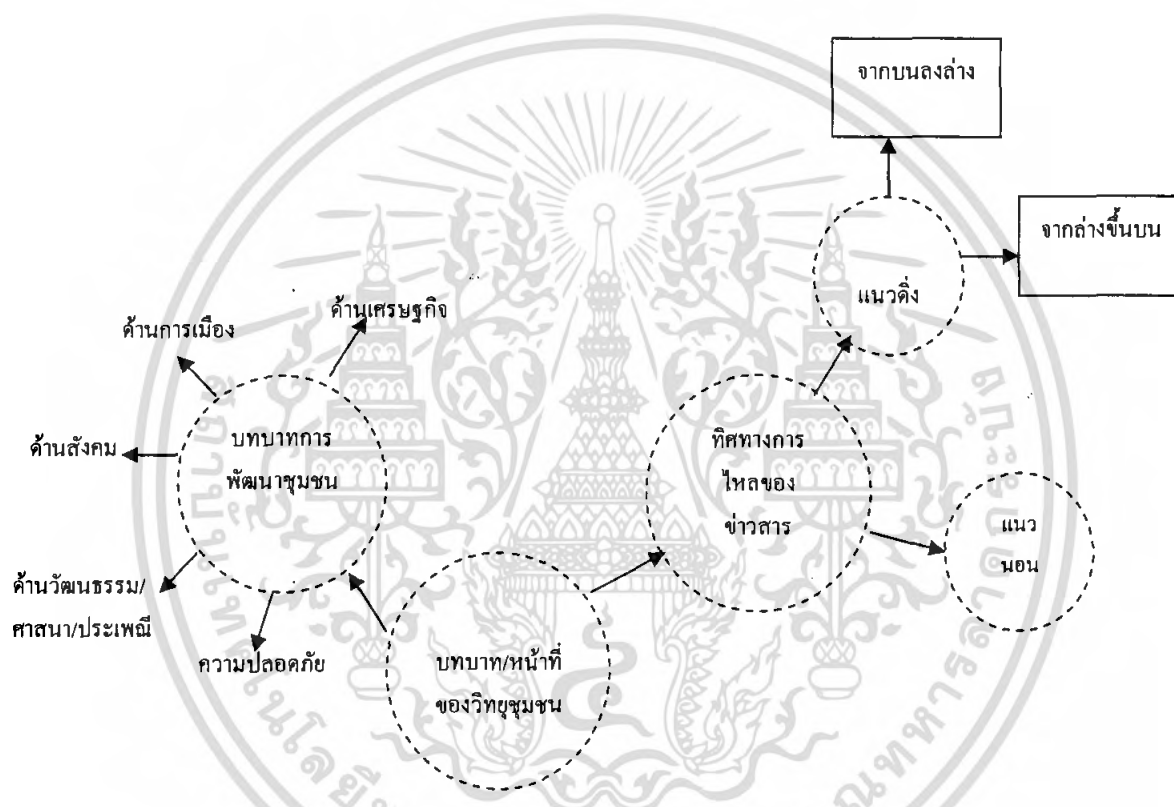 จากบนลงล่าง
จากล่างขึ้นบน
แนวดิ่ง
ด้านเศรษฐกิจ
ด้านการเมือง
ด้านสังคม
บทบาทการ
พัฒนาชุมชน
ทิศทางการ
ไหลของ
ข่าวสาร
แนว
นอน
ด้านวัฒนธรรม/
ศาสนา/ประเพณี
ความปลอดภัย
บทบาท/หน้าที่
ของวิทยุชุมชน